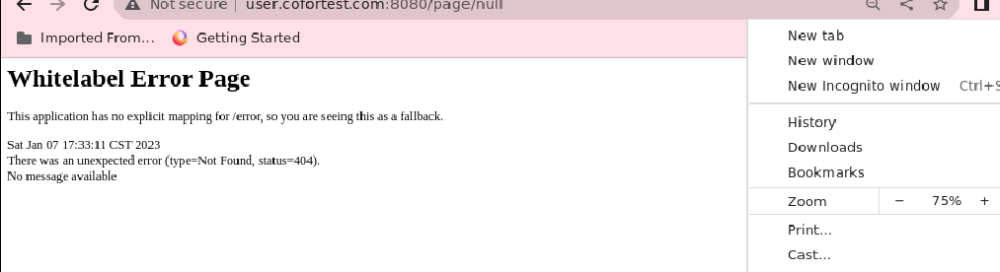 Not secure | user.cofortest.com:8080/page/null
Imported From... Getting Started
Whitelabel Error Page
This application has no explicit mapping for /error, so you are seeing this as a fallback.
Sat Jan 07 17:33:11 CST 2023
There was an unexpected error (type=Not Found, status=404).
No message available
New tab
New window
New Incognito window Ctrl+S
History
Downloads
Bookmarks
Zoom − 75% +
Print...
Cast...